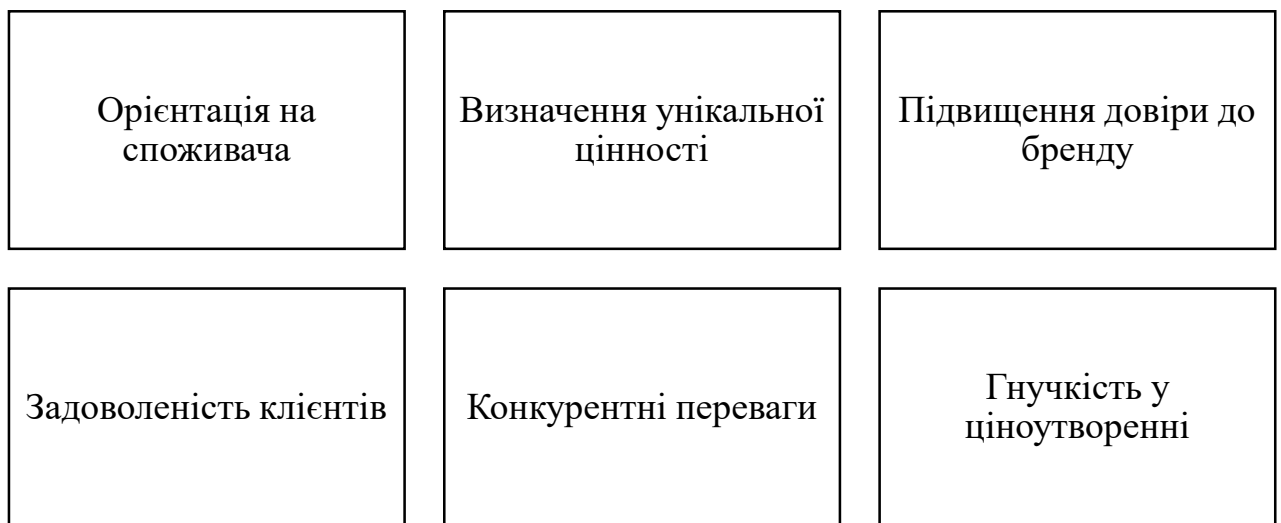 Орієнтація на
споживача
Визначення унікальної
цінності
Підвищення довіри до
бренду
Задоволеність клієнтів
Конкурентні переваги
Гнучкість у
ціноутворенні